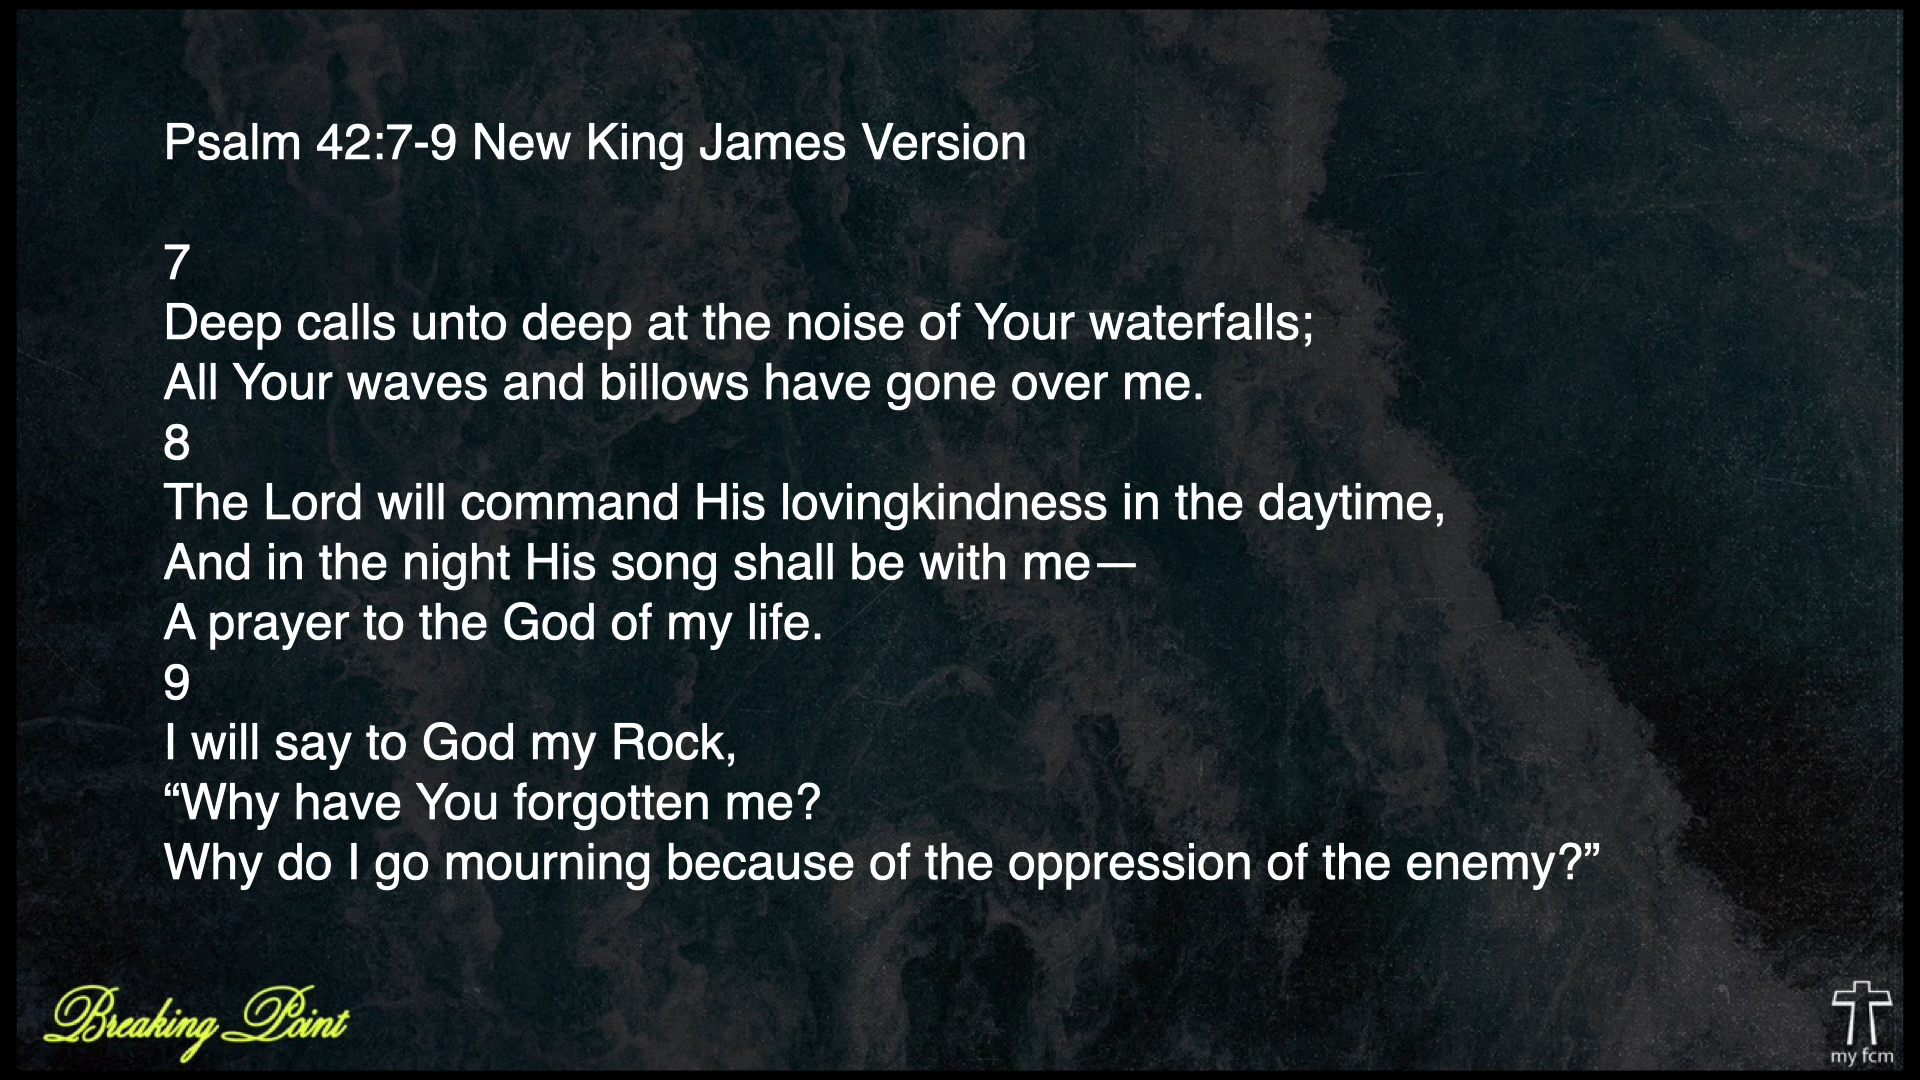 Psalm 42:7-9 New King James Version
7
Deep calls unto deep at the noise of Your waterfalls;
All Your waves and billows have gone over me.
8
The Lord will command His lovingkindness in the daytime,
And in the night His song shall be with me—
A prayer to the God of my life.
9
I will say to God my Rock,
“Why have You forgotten me?
Why do I go mourning because of the oppression of the enemy?”
Breaking Point
my fcm